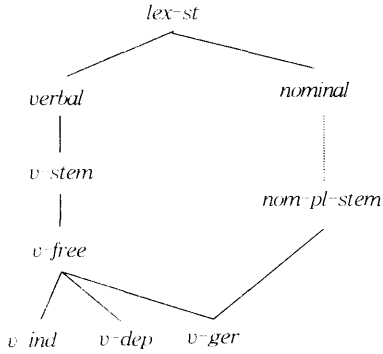 lex-st
verbal nominal
v-stem
nom-pl-stem
v-free
v-ind v-dep v-ger